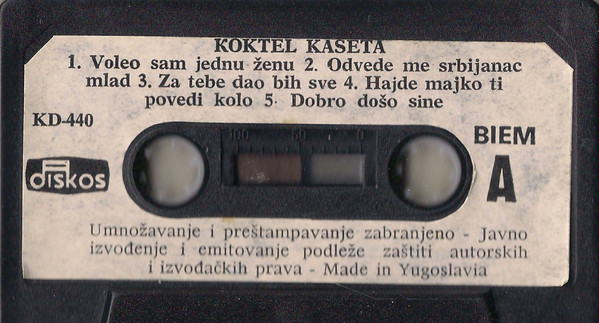 KOKTEL KASETA
1. Voleo sam jednu ženu 2. Odvede me srbijanac
mlad 3. Za tebe dao bih sve 4. Hajde majko ti
povedi kolo 5. Dobro došo sine
KD-440
BIEM
100 50 0
diskos
A
Umnožavanje i preštampavanje zabranjeno - Javno
izvođenje i emitovanje podleže zaštiti autorskih
i izvođačkih prava - Made in Yugoslavia